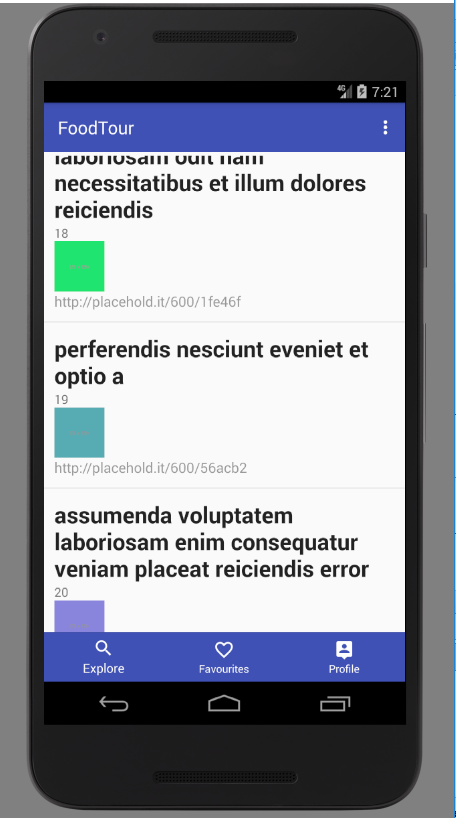 4G 7:21
FoodTour
laboriosam odit nam
necessitatibus et illum dolores
reiciendis
18
http://placehold.it/600/1fe46f
perferendis nesciunt eveniet et
optio a
19
http://placehold.it/600/56acb2
assumenda voluptatem
laboriosam enim consequatur
veniam placeat reiciendis error
20
Explore Favourites Profile